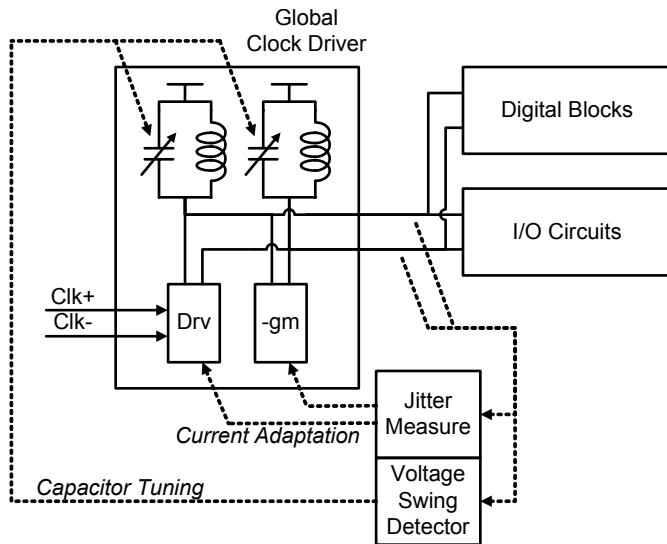 Global
Clock Driver
Digital Blocks
I/O Circuits
Clk+
Clk-
Drv
-gm
Jitter
Measure
Current Adaptation
Voltage
Swing
Detector
Capacitor Tuning